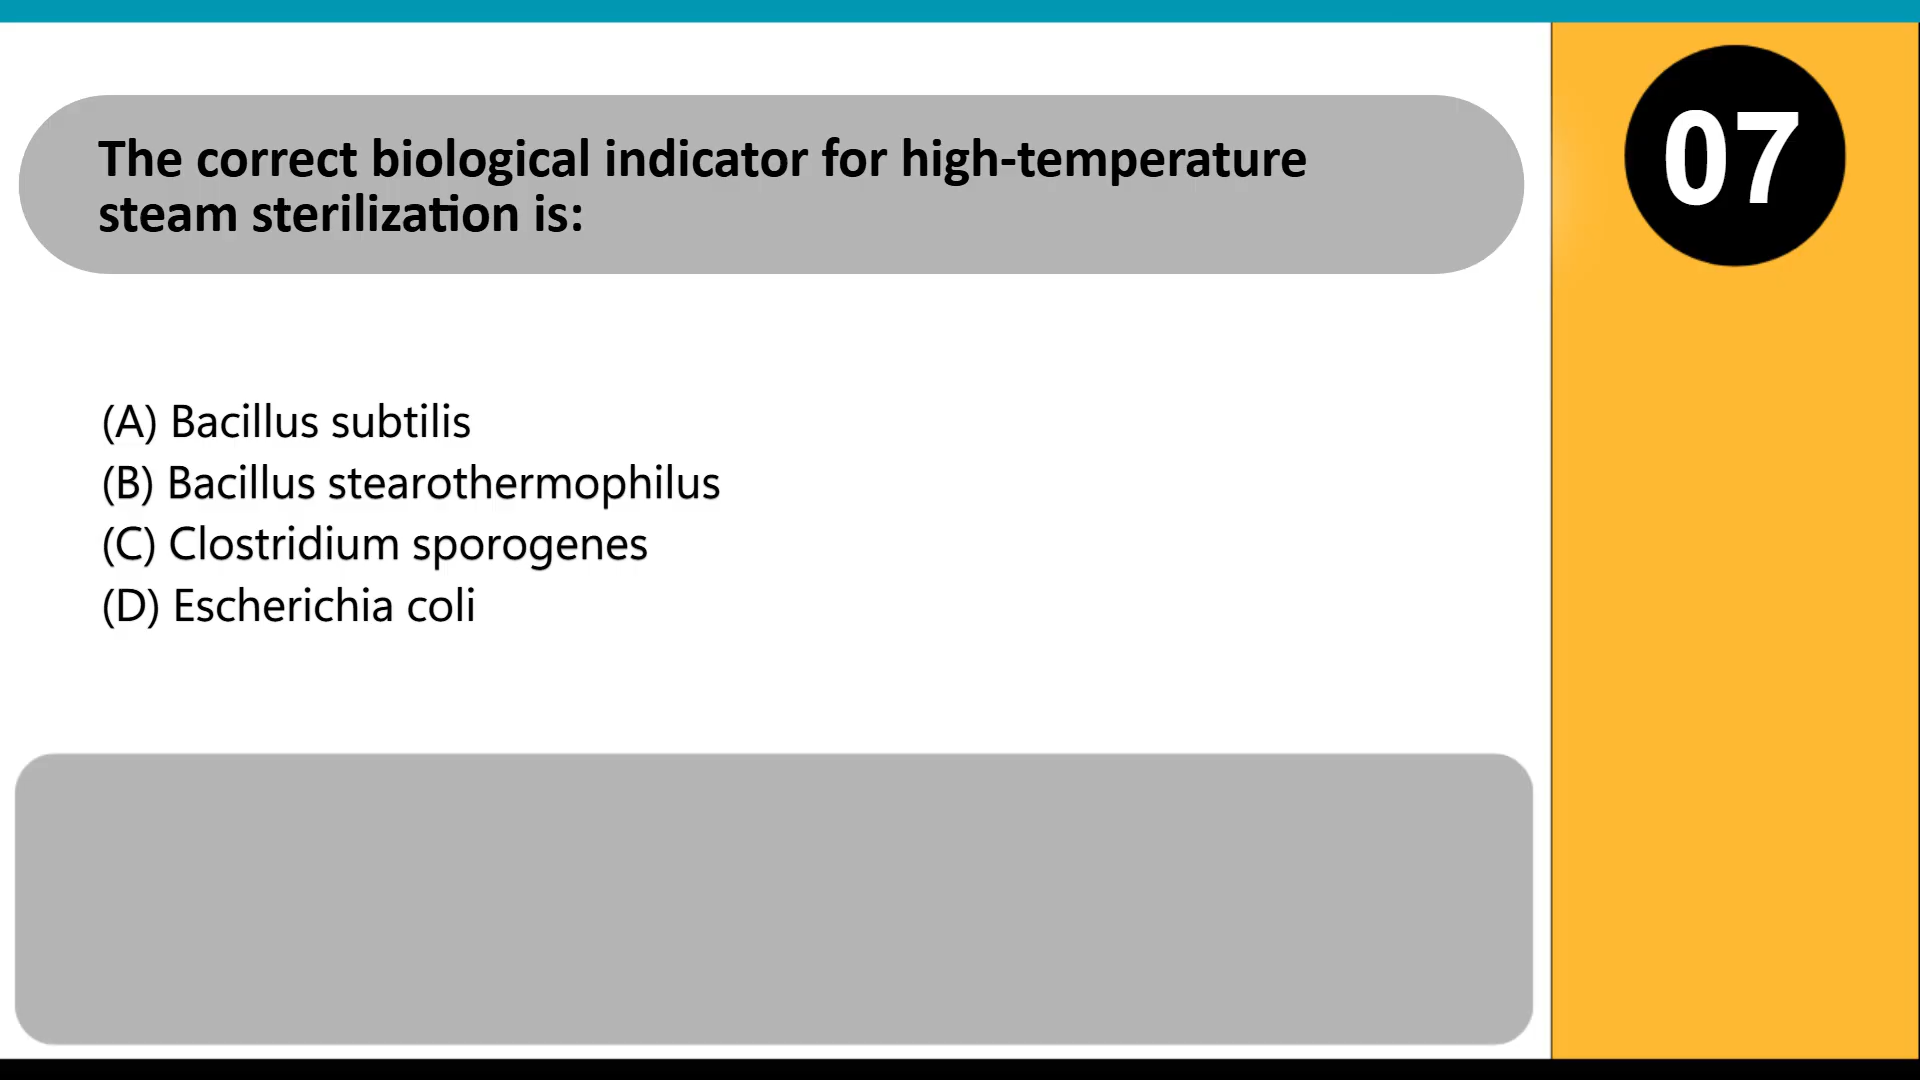 The correct biological indicator for high-temperature
steam sterilization is:
07
(A) Bacillus subtilis
(B) Bacillus stearothermophilus
(C) Clostridium sporogenes
(D) Escherichia coli